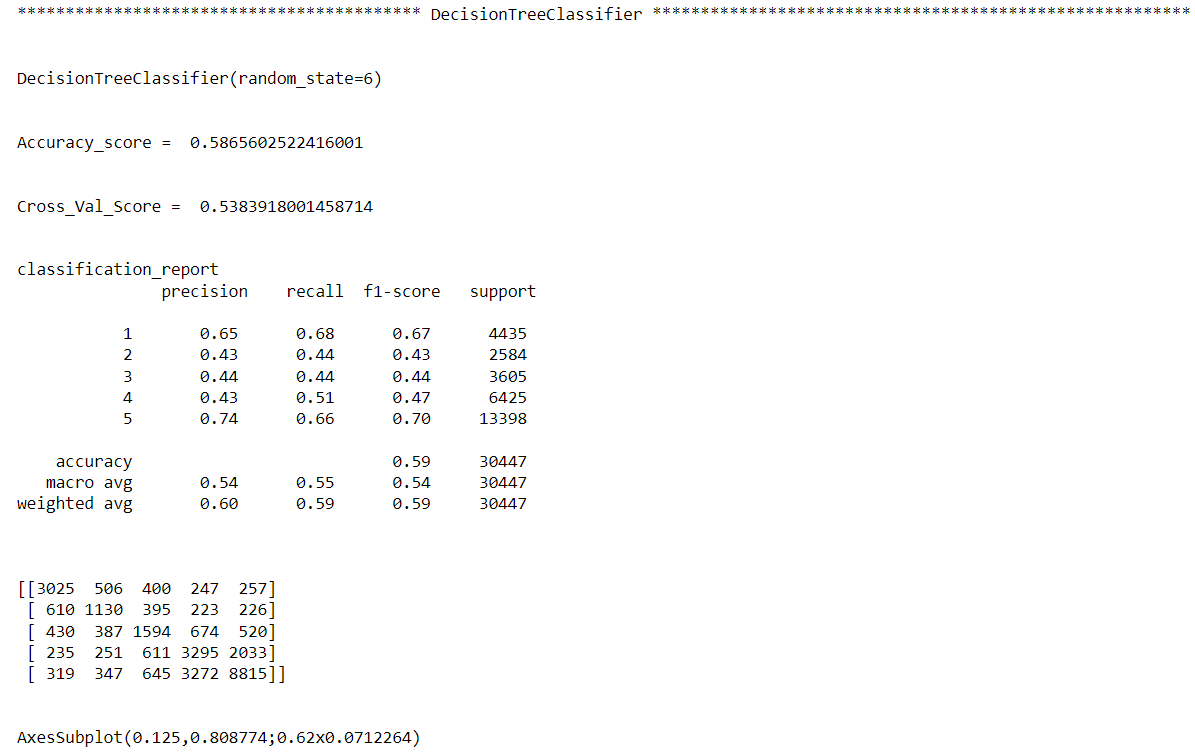 ****************************************** DecisionTreeClassifier ********************************************************
DecisionTreeClassifier(random_state=6)
Accuracy_score =  0.5865602522416001
Cross_Val_Score =  0.5383918001458714
classification_report
               precision    recall  f1-score   support
           1       0.65      0.68      0.67      4435
           2       0.43      0.44      0.43      2584
           3       0.44      0.44      0.44      3605
           4       0.43      0.51      0.47      6425
           5       0.74      0.66      0.70     13398
    accuracy                           0.59     30447
   macro avg       0.54      0.55      0.54     30447
weighted avg       0.60      0.59      0.59     30447
[[3025  506  400  247  257]
 [ 610 1130  395  223  226]
 [ 430  387 1594  674  520]
 [ 235  251  611 3295 2033]
 [ 319  347  645 3272 8815]]
AxesSubplot(0.125,0.808774;0.62x0.0712264)